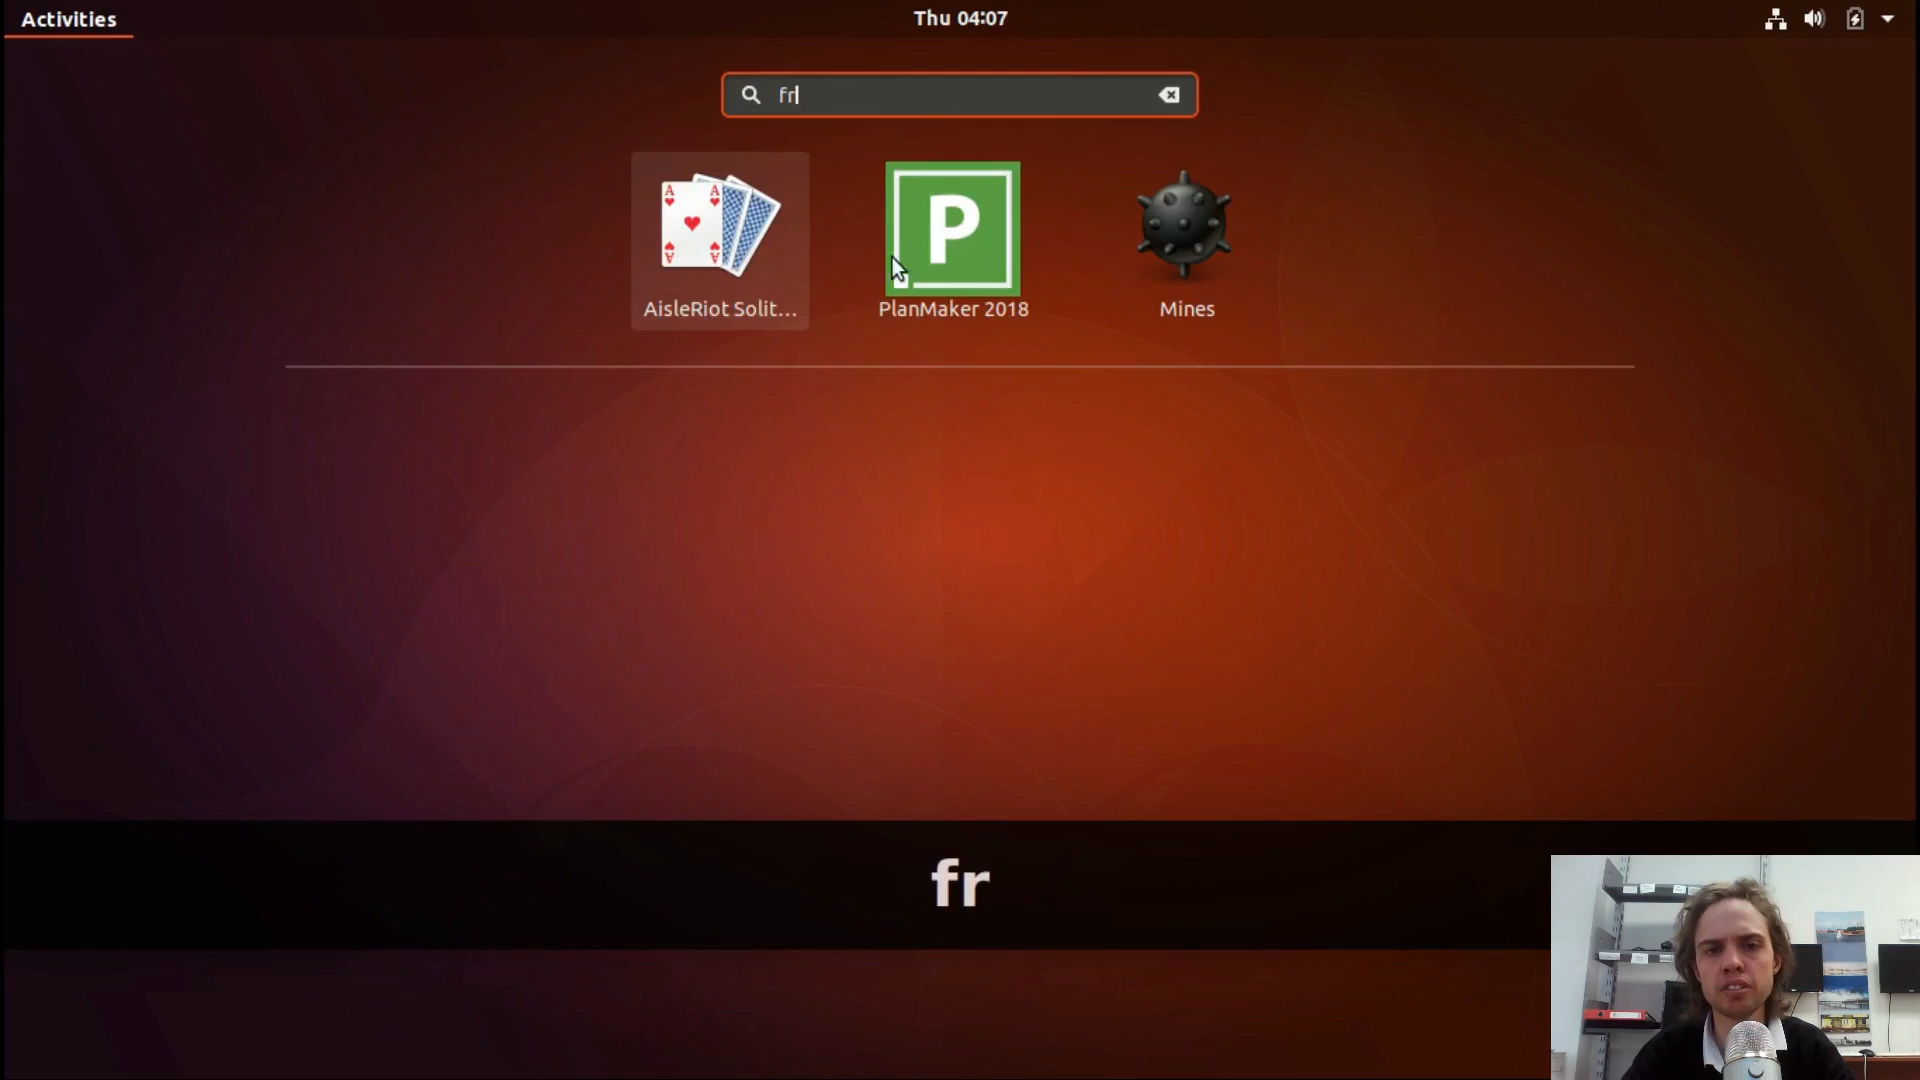 Activities
Thu 04:07
fr
A A
A A
P
AisleRiot Solit...
PlanMaker 2018
Mines
fr